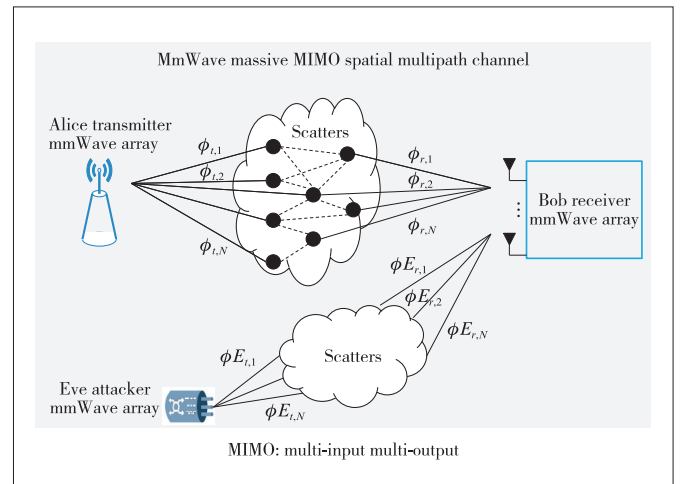 MmWave massive MIMO spatial multipath channel
Alice transmitter
mmWave array
Scatters
ϕt,1
ϕt,2
ϕt,N
ϕr,1
ϕr,2
ϕr,N
Bob receiver
mmWave array
ϕEr,1
ϕEr,2
ϕEr,N
Scatters
ϕEt,1
ϕEt,N
Eve attacker
mmWave array
MIMO: multi-input multi-output